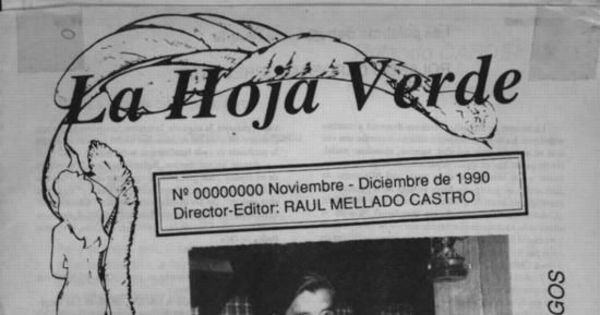 La Hoja Verde
Nº 00000000 Noviembre - Diciembre de 1990
Director-Editor: RAUL MELLADO CASTRO